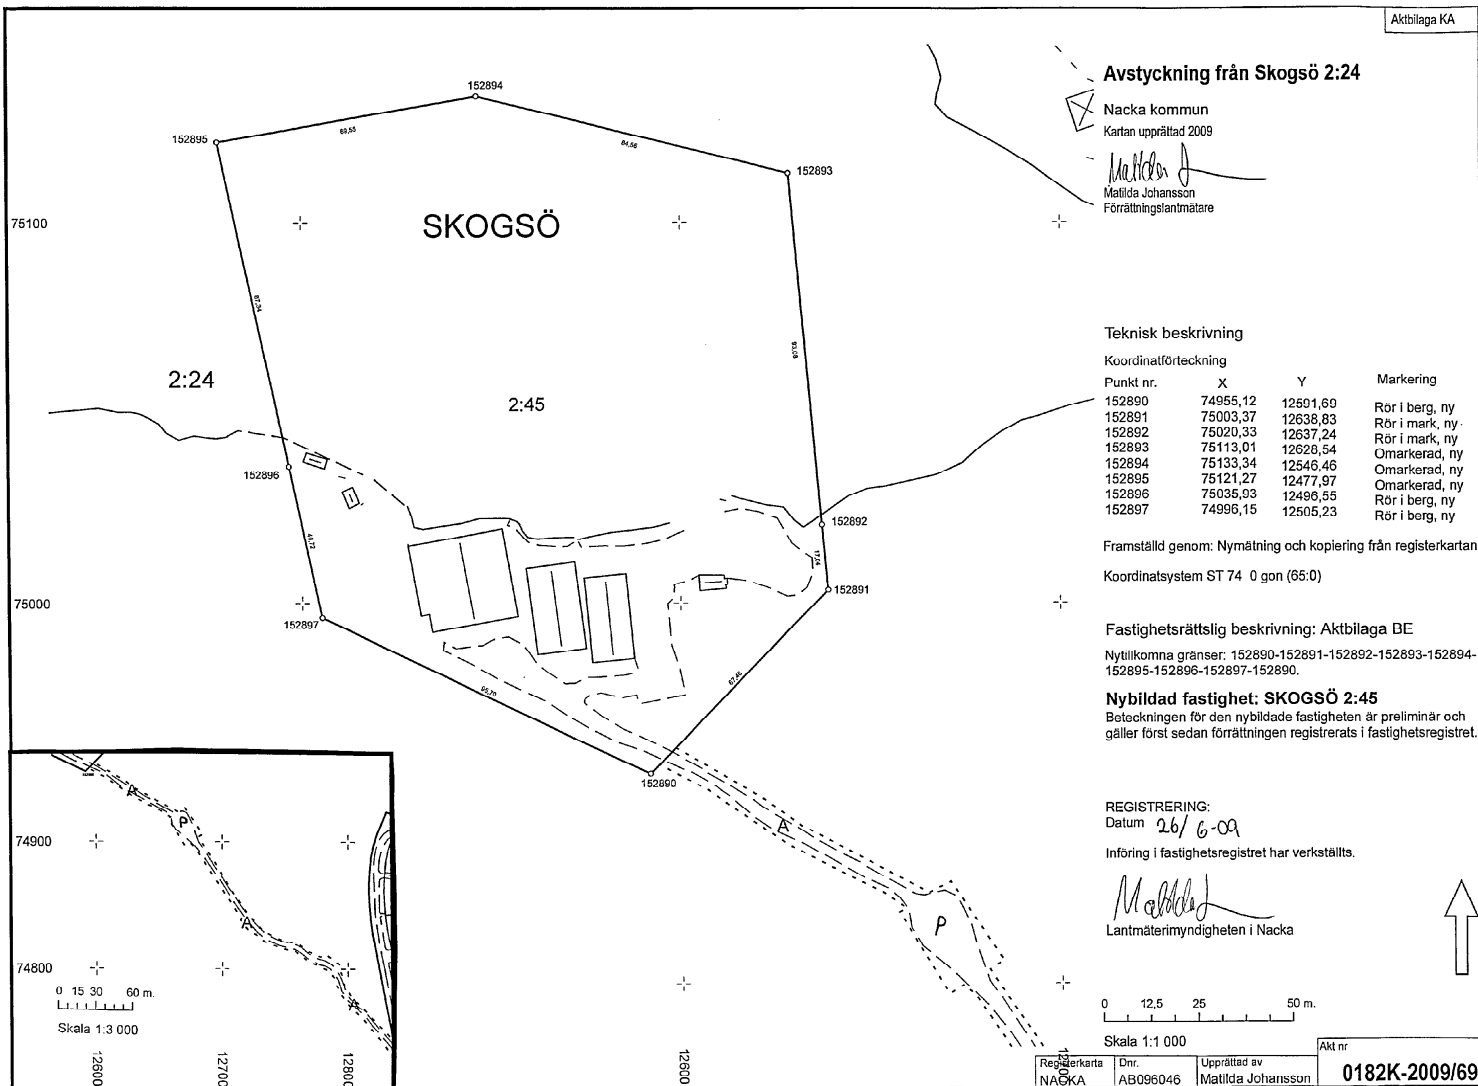 Aktbilaga KA
Avstyckning från Skogsö 2:24
Nacka kommun
Kartan upprättad 2009
Matilda J
Matilda Johansson
Förrättningslantmätare
152894
152895
69,55
84,56
152893
75100
SKOGSÖ
87,34
93,08
2:24
2:45
152896
152892
41,72
17,04
152891
75000
152897
95,70
67,46
152890
Teknisk beskrivning
Koordinatförteckning
Punkt nr. X Y Markering
152890 74955,12 12591,69 Rör i berg, ny
152891 75003,37 12638,83 Rör i mark, ny
152892 75020,33 12637,24 Rör i mark, ny
152893 75113,01 12628,54 Omarkerad, ny
152894 75133,34 12546,46 Omarkerad, ny
152895 75121,27 12477,97 Omarkerad, ny
152896 75035,93 12496,55 Rör i berg, ny
152897 74996,15 12505,23 Rör i berg, ny
Framställd genom: Nymätning och kopiering från registerkartan
Koordinatsystem ST 74 0 gon (65:0)
Fastighetsrättslig beskrivning: Aktbilaga BE
Nytillkomna gränser: 152890-152891-152892-152893-152894-
152895-152896-152897-152890.
Nybildad fastighet: SKOGSÖ 2:45
Beteckningen för den nybildade fastigheten är preliminär och
gäller först sedan förrättningen registrerats i fastighetsregistret.
REGISTRERING:
Datum 26/6-09
Införing i fastighetsregistret har verkställts.
Matilda J
Lantmäterimyndigheten i Nacka
A
P
A
P
A
A
74900
74800
0 15 30 60 m.
Skala 1:3 000
12600
12700
12800
12600
0 12,5 25 50 m.
Skala 1:1 000
Registerkarta
NACKA
Dnr.
AB096046
Upprättad av
Matilda Johansson
Akt nr
0182K-2009/69